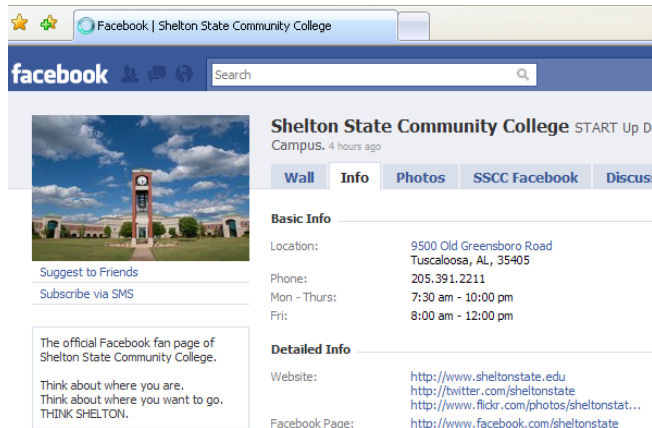 Facebook | Shelton State Community College
facebook
Search
Shelton State Community College START Up D
Campus. 4 hours ago
Wall Info Photos SSCC Facebook Discus
Basic Info
Location: 9500 Old Greensboro Road
Tuscaloosa, AL, 35405
Phone: 205.391.2211
Mon - Thurs: 7:30 am - 10:00 pm
Fri: 8:00 am - 12:00 pm
Detailed Info
Website: http://www.sheltonstate.edu
http://twitter.com/sheltonstate
http://www.flickr.com/photos/sheltonstat...
Facebook Page: http://www.facebook.com/sheltonstate
Suggest to Friends
Subscribe via SMS
The official Facebook fan page of
Shelton State Community College.
Think about where you are.
Think about where you want to go.
THINK SHELTON.